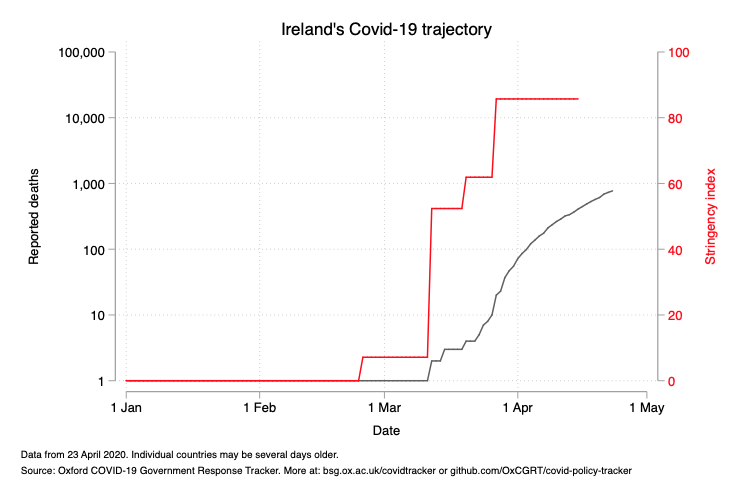 Ireland's Covid-19 trajectory
100,000
10,000
1,000
100
10
1
Reported deaths
100
80
60
40
20
0
Stringency index
1 Jan
1 Feb
1 Mar
1 Apr
1 May
Date
Data from 23 April 2020. Individual countries may be several days older.
Source: Oxford COVID-19 Government Response Tracker. More at: bsg.ox.ac.uk/covidtracker or github.com/OxCGRT/covid-policy-tracker